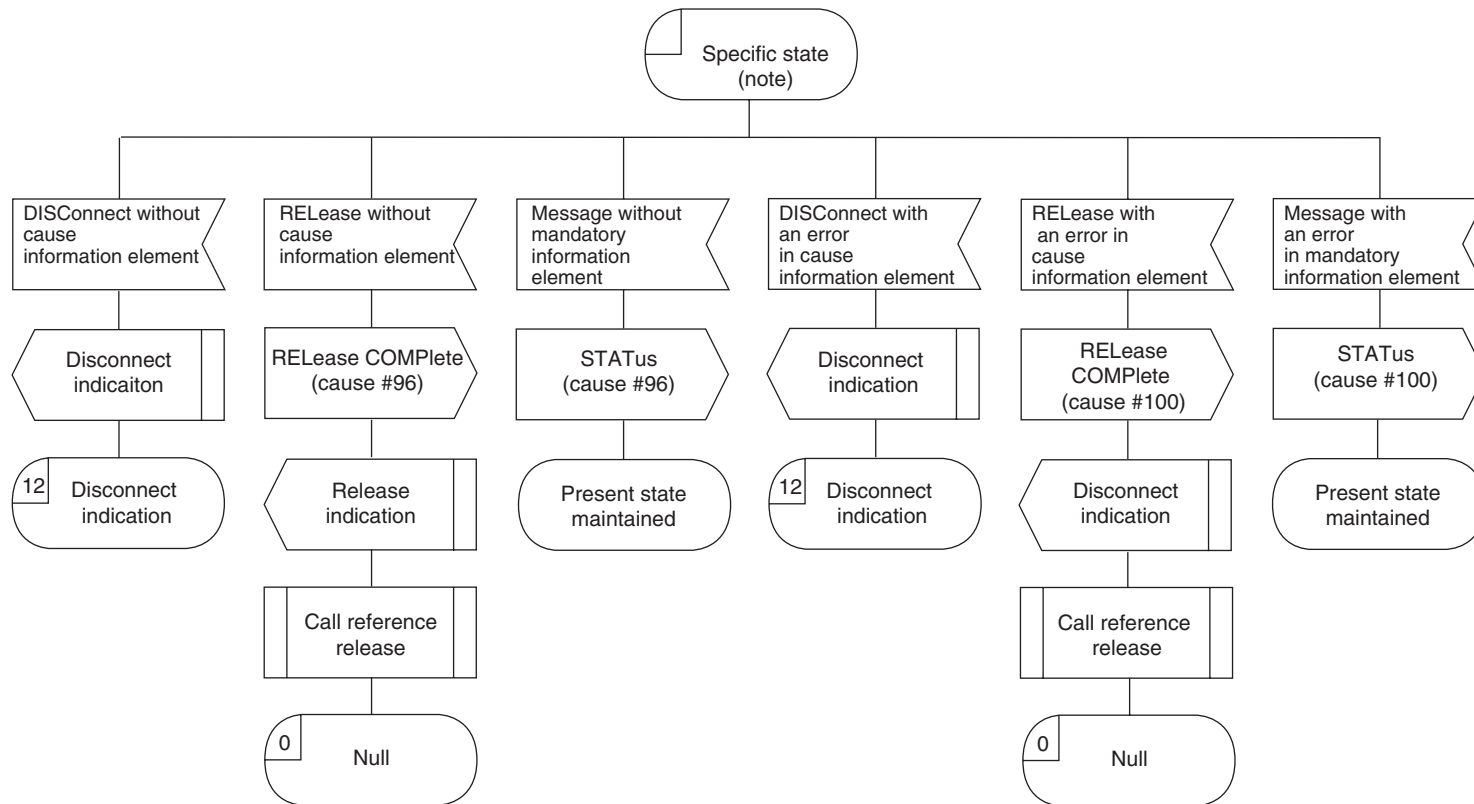 Specific state
(note)
DISConnect without
cause
information element
RELease without
cause
information element
Message without
mandatory
information
element
DISConnect with
an error
in cause
information element
RELease with
an error in
cause
information element
Message with
an error
in mandatory
information element
Disconnect
indicaiton
RELease COMPlete
(cause #96)
STATus
(cause #96)
Disconnect
indication
RELease
COMPlete
(cause #100)
STATus
(cause #100)
12
Disconnect
indication
Release
indication
Present state
maintained
12
Disconnect
indication
Disconnect
indication
Present state
maintained
Call reference
release
Call reference
release
0
Null
0
Null